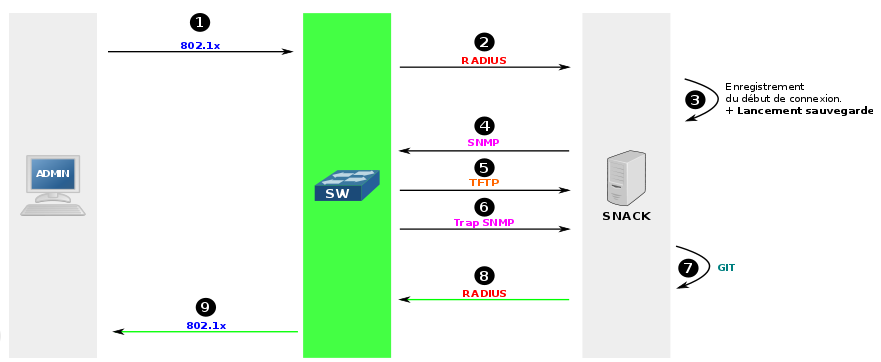 1
802.1x
2
RADIUS
3
Enregistrement
du début de connexion.
+ Lancement sauvegarde
4
SNMP
5
TFTP
6
Trap SNMP
ADMIN
SW
SNACK
7
GIT
8
RADIUS
9
802.1x